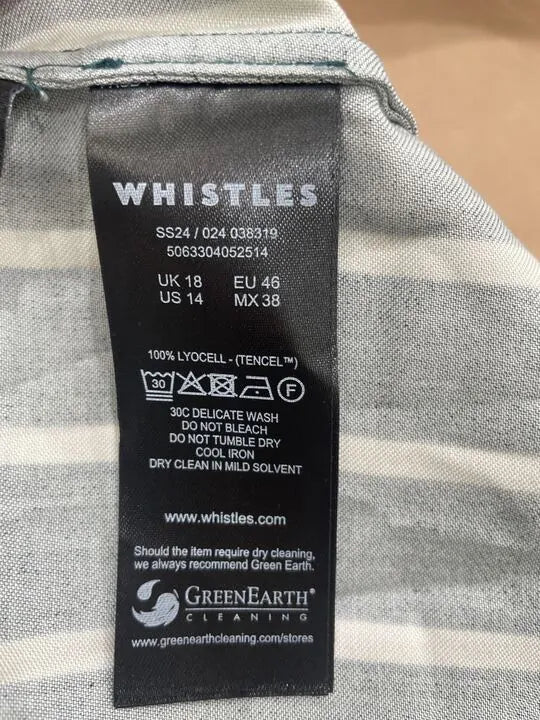 WHISTLES
SS24 / 024 038319
5063304052514
UK 18 EU 46
US 14 MX 38
100% LYOCELL - (TENCEL™)
30 F
30C DELICATE WASH
DO NOT BLEACH
DO NOT TUMBLE DRY
COOL IRON
DRY CLEAN IN MILD SOLVENT
www.whistles.com
Should the item require dry cleaning,
we always recommend Green Earth.
GREENEARTH®
CLEANING
www.greenearthcleaning.com/stores